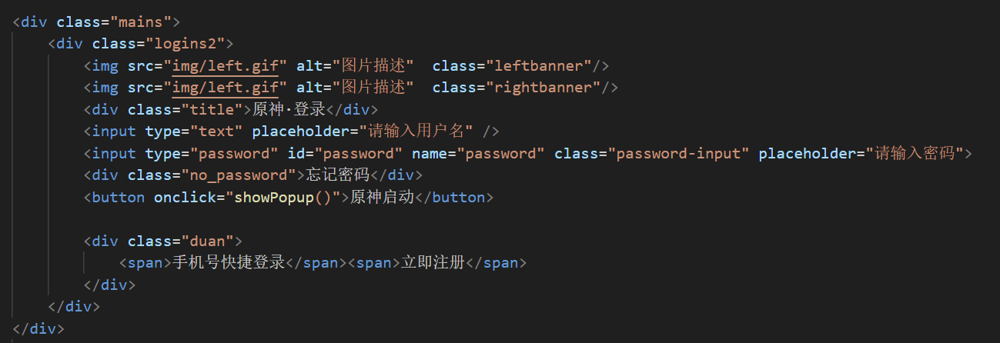 <div class="mains">
<div class="logins2">
<img src="img/left.gif" alt="图片描述"  class="leftbanner"/>
<img src="img/left.gif" alt="图片描述"  class="rightbanner"/>
<div class="title">原神·登录</div>
<input type="text" placeholder="请输入用户名" />
<input type="password" id="password" name="password" class="password-input" placeholder="请输入密码">
<div class="no_password">忘记密码</div>
<button onclick="showPopup()">原神启动</button>
<div class="duan">
<span>手机号快捷登录</span><span>立即注册</span>
</div>
</div>
</div>